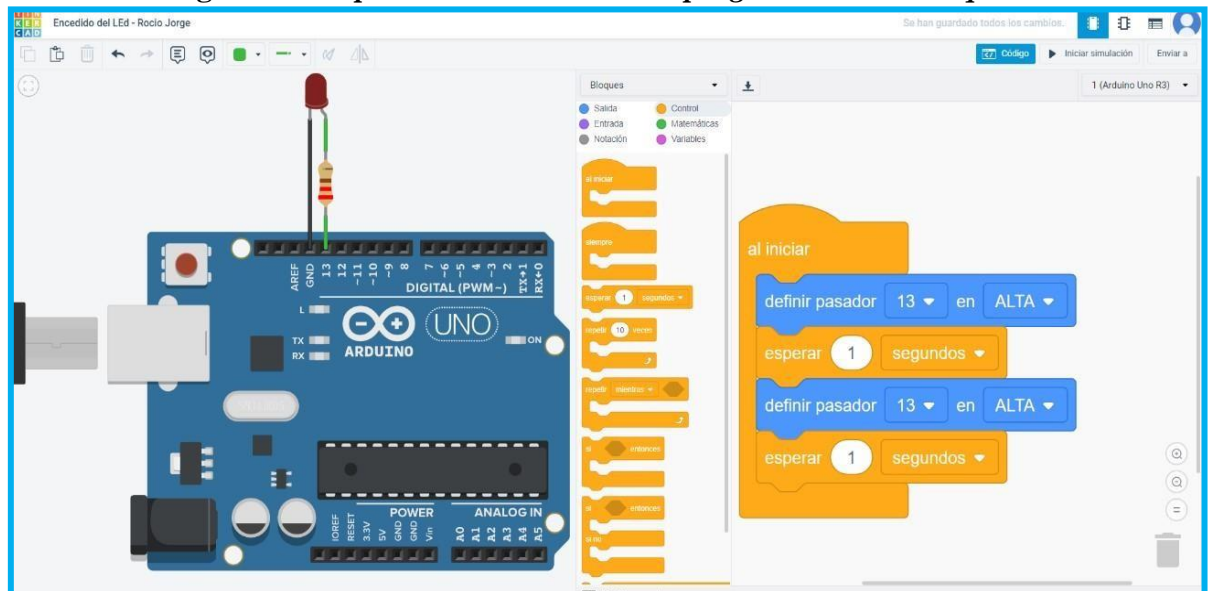 TIN
KER
CAD
Encedido del LEd - Rocio Jorge
Se han guardado todos los cambios.
Código
Iniciar simulación
Enviar a
Bloques
1 (Arduino Uno R3)
Salida
Control
Entrada
Matemáticas
Notación
Variables
al iniciar
siempre
esperar 1 segundos
repetir 10 veces
repetir mientras
si entonces
si entonces
si no
al iniciar
definir pasador 13 en ALTA
esperar 1 segundos
definir pasador 13 en ALTA
esperar 1 segundos
AREF
GND
13
12
~11
~10
~9
8
7
~6
~5
4
~3
2
TX→1
RX←0
DIGITAL (PWM~)
L
TX
RX
ARDUINO
UNO
ON
POWER
ANALOG IN
IOREF
RESET
3.3V
5V
GND
GND
Vin
A0
A1
A2
A3
A4
A5